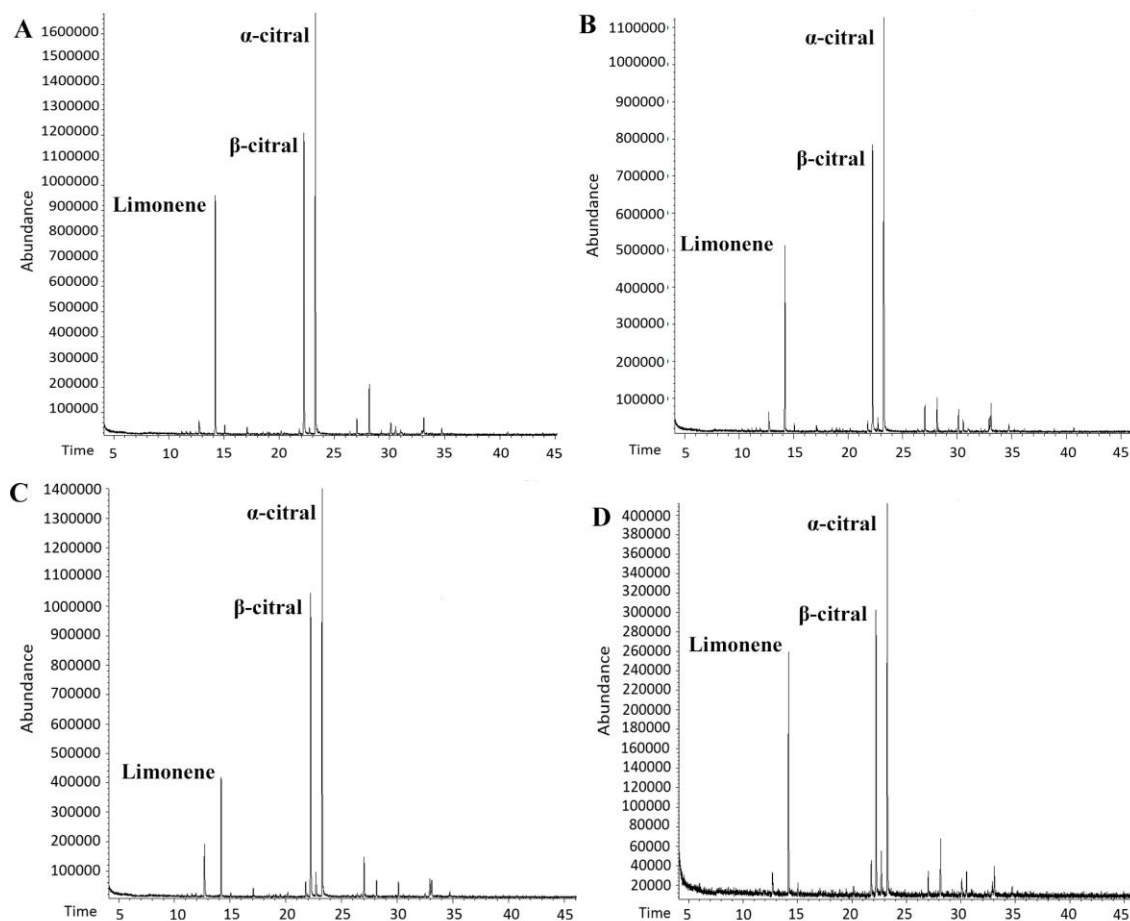 A
1600000
1500000
1400000
1300000
1200000
1100000
1000000
900000
800000
700000
600000
500000
400000
300000
200000
100000
Abundance
α-citral
β-citral
Limonene
Time
5 10 15 20 25 30 35 40 45
B
1100000
1000000
900000
800000
700000
600000
500000
400000
300000
200000
100000
Abundance
α-citral
β-citral
Limonene
Time
5 10 15 20 25 30 35 40 45
C
1400000
1300000
1200000
1100000
1000000
900000
800000
700000
600000
500000
400000
300000
200000
100000
Abundance
α-citral
β-citral
Limonene
Time
5 10 15 20 25 30 35 40 45
D
400000
380000
360000
340000
320000
300000
280000
260000
240000
220000
200000
180000
160000
140000
120000
100000
80000
60000
40000
20000
Abundance
α-citral
β-citral
Limonene
Time
5 10 15 20 25 30 35 40 45